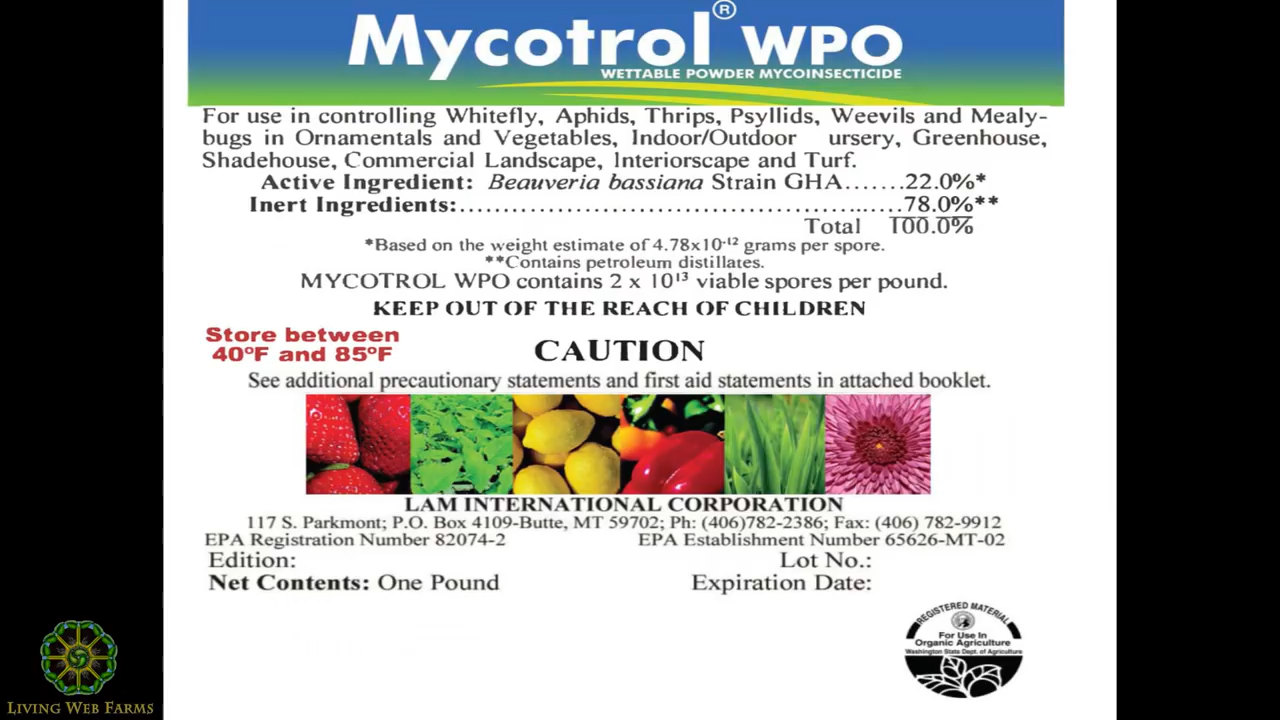 Mycotrol® WPO
WETTABLE POWDER MYCOINSECTICIDE
For use in controlling Whitefly, Aphids, Thrips, Psyllids, Weevils and Mealy-
bugs in Ornamentals and Vegetables, Indoor/Outdoor ursery, Greenhouse,
Shadehouse, Commercial Landscape, Interiorscape and Turf.
Active Ingredient: Beauveria bassiana Strain GHA.......22.0%*
Inert Ingredients:....................................................78.0%**
Total 100.0%
*Based on the weight estimate of 4.78x10⁻¹² grams per spore.
**Contains petroleum distillates.
MYCOTROL WPO contains 2 x 10¹³ viable spores per pound.
KEEP OUT OF THE REACH OF CHILDREN
Store between
40ºF and 85ºF
CAUTION
See additional precautionary statements and first aid statements in attached booklet.
LAM INTERNATIONAL CORPORATION
117 S. Parkmont; P.O. Box 4109-Butte, MT 59702; Ph: (406)782-2386; Fax: (406) 782-9912
EPA Registration Number 82074-2 EPA Establishment Number 65626-MT-02
Edition: Lot No.:
Net Contents: One Pound Expiration Date:
REGISTERED MATERIAL
For Use In
Organic Agriculture
Washington State Dept. of Agriculture
LIVING WEB FARMS